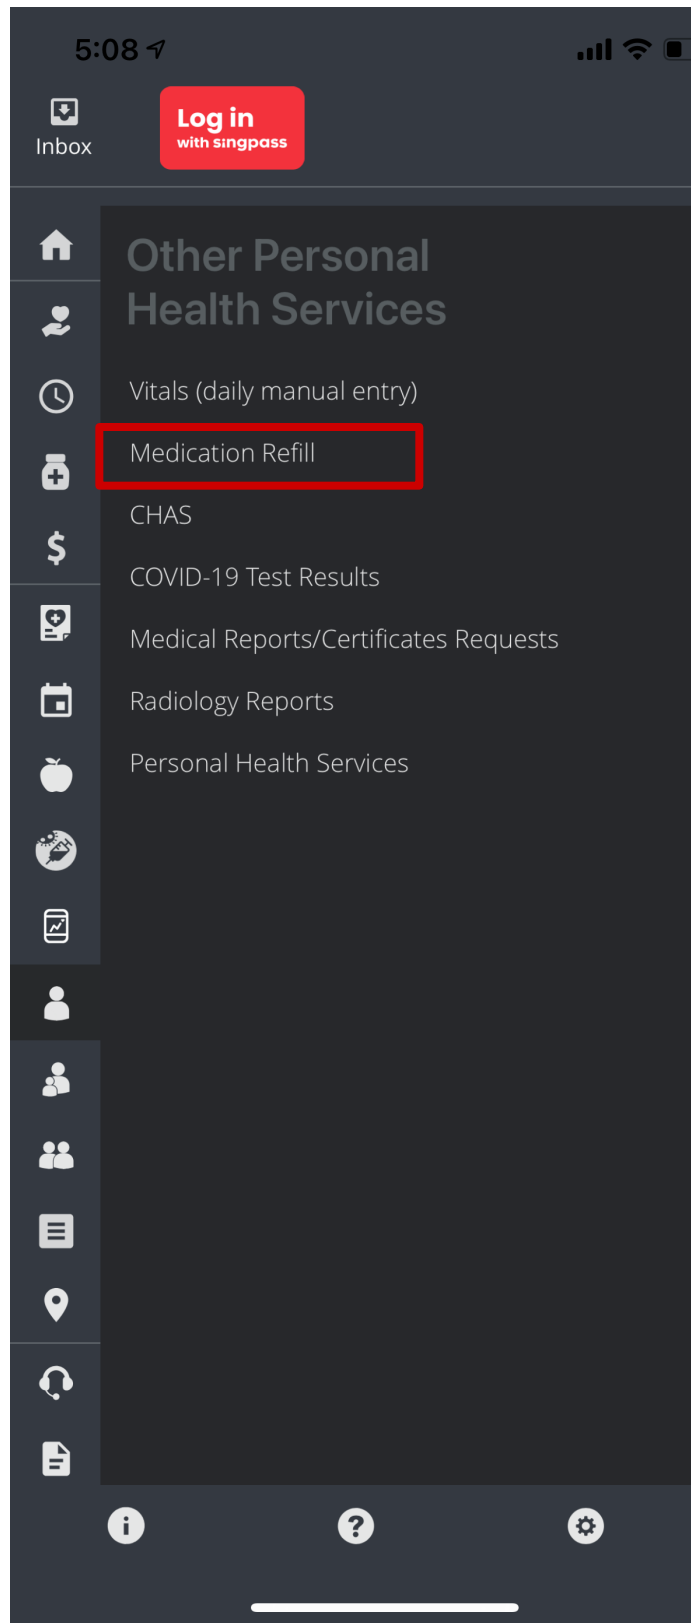 5:08
Inbox
Log in
with singpass
Other Personal
Health Services
Vitals (daily manual entry)
Medication Refill
CHAS
COVID-19 Test Results
Medical Reports/Certificates Requests
Radiology Reports
Personal Health Services